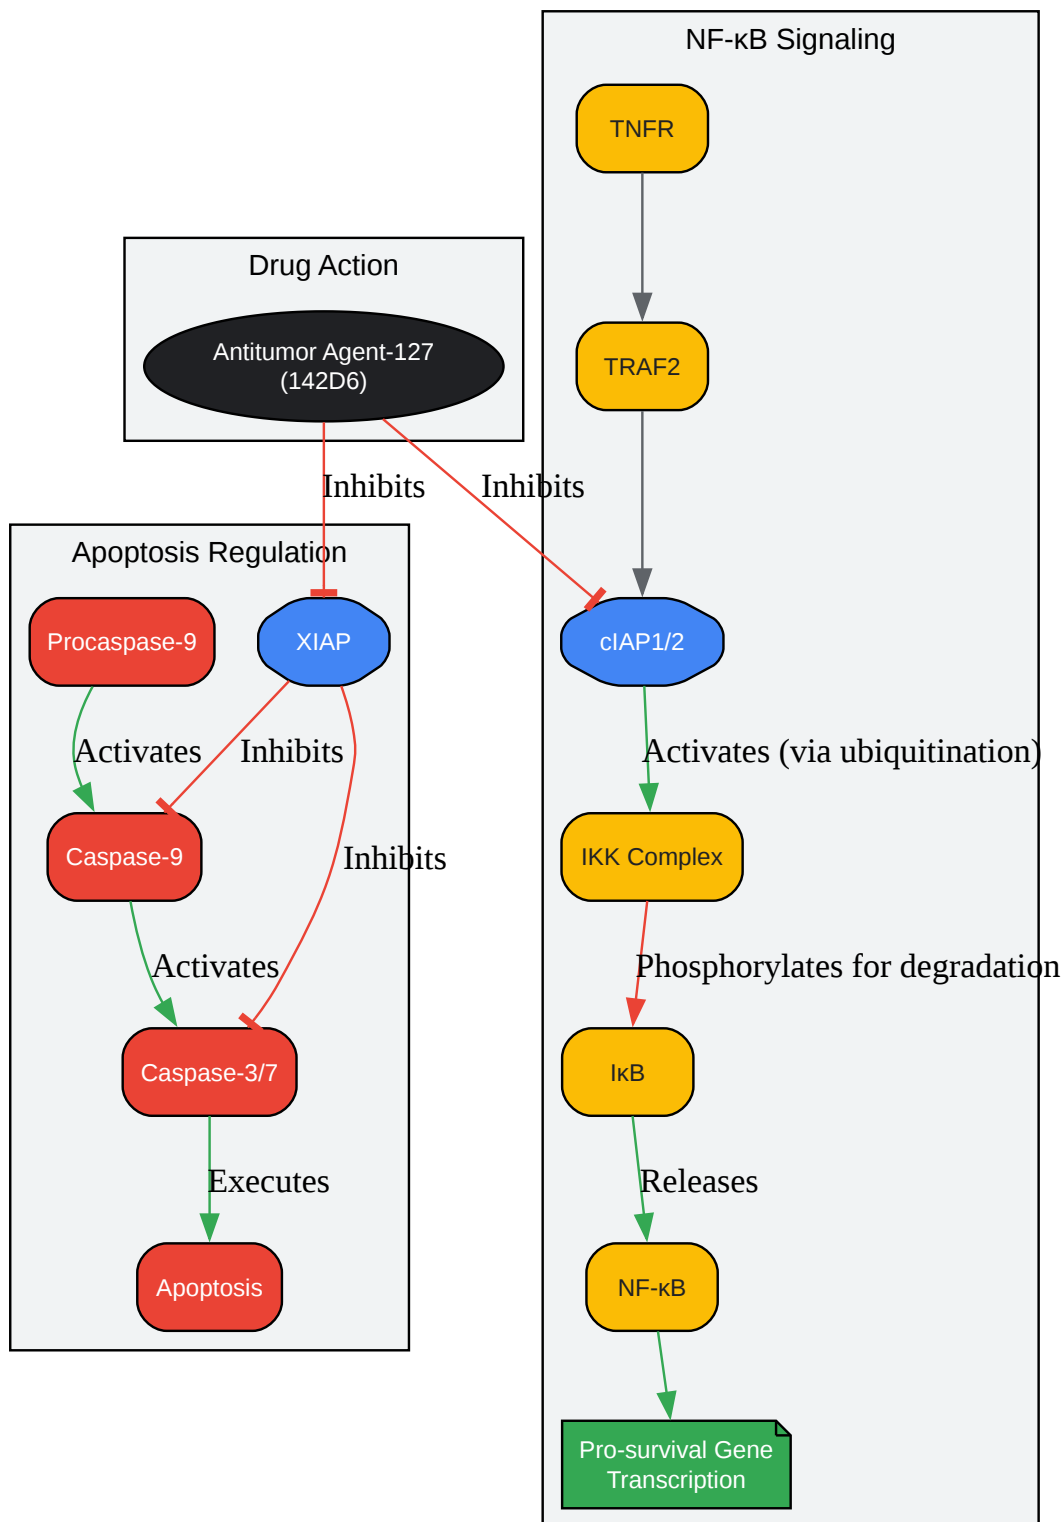 NF-κB Signaling
TNFR
Drug Action
Antitumor Agent-127
(142D6)
TRAF2
Inhibits
Inhibits
Apoptosis Regulation
Procaspase-9
XIAP
cIAP1/2
Activates
Inhibits
Activates (via ubiquitination)
Caspase-9
Inhibits
IKK Complex
Activates
Phosphorylates for degradation
Caspase-3/7
IκB
Executes
Releases
Apoptosis
NF-κB
Pro-survival Gene
Transcription